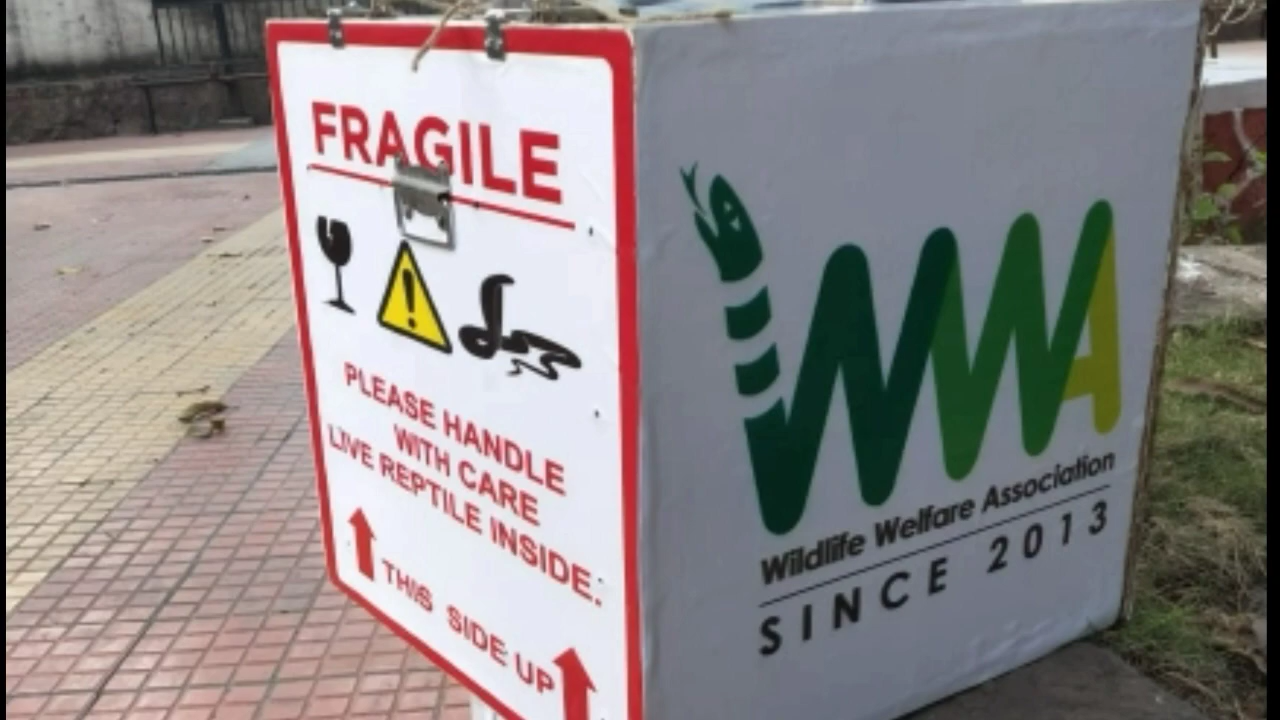 FRAGILE
PLEASE HANDLE
WITH CARE
LIVE REPTILE INSIDE.
THIS SIDE UP
WWA
Wildlife Welfare Association
SINCE 2013